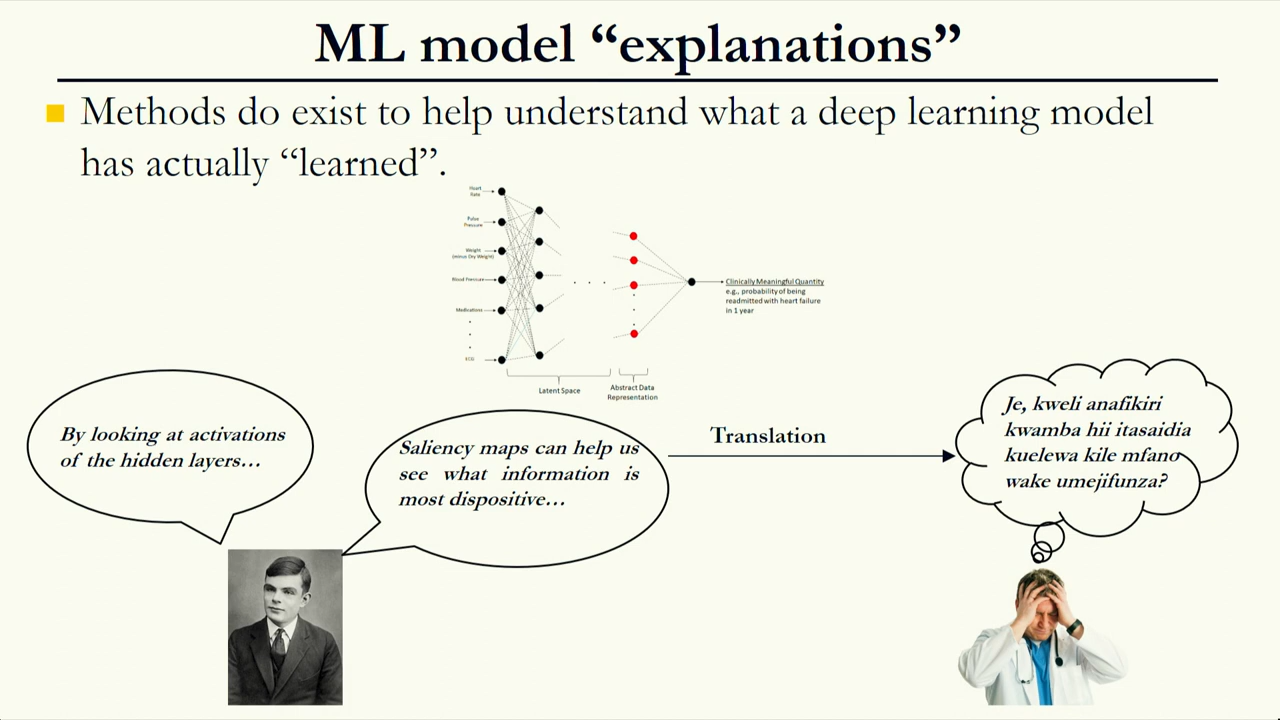 ML model “explanations”
Methods do exist to help understand what a deep learning model
has actually “learned”.
Heart
Rate
Pulse
Pressure
Weight
(minus Dry Weight)
Blood Pressure
Medications
ECG
Latent Space
Abstract Data
Representation
Clinically Meaningful Quantity
e.g., probability of being
readmitted with heart failure
in 1 year
By looking at activations
of the hidden layers…
Saliency maps can help us
see what information is
most dispositive…
Translation
Je, kweli anafikiri
kwamba hii itasaidia
kuelewa kile mfano
wake umejifunza?